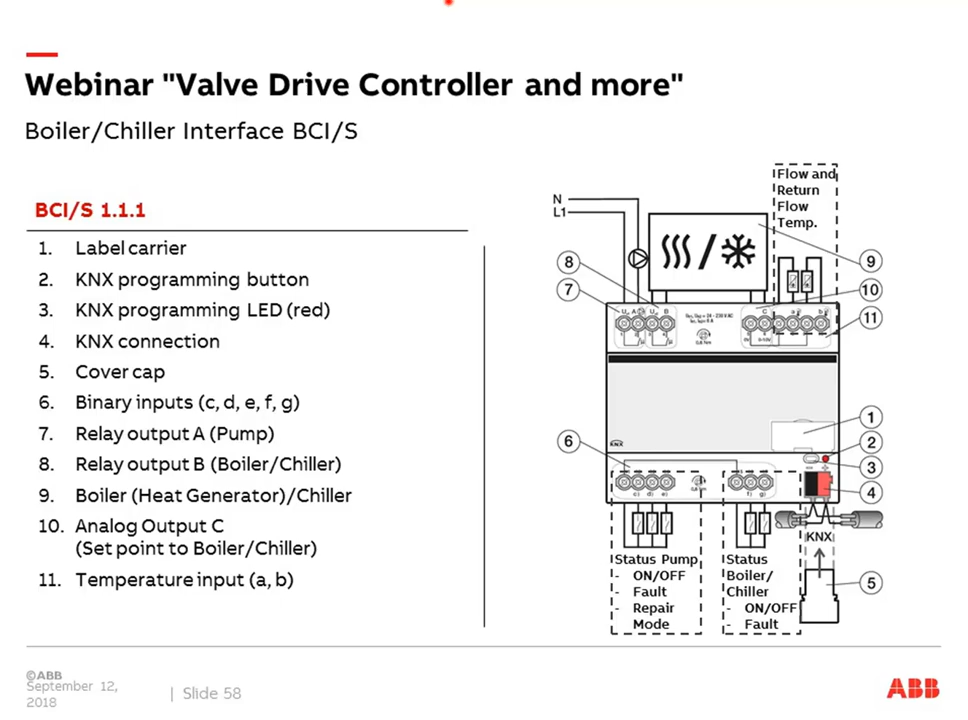 Webinar "Valve Drive Controller and more"
Boiler/Chiller Interface BCI/S
BCI/S 1.1.1
1. Label carrier
2. KNX programming button
3. KNX programming LED (red)
4. KNX connection
5. Cover cap
6. Binary inputs (c, d, e, f, g)
7. Relay output A (Pump)
8. Relay output B (Boiler/Chiller)
9. Boiler (Heat Generator)/Chiller
10. Analog Output C
(Set point to Boiler/Chiller)
11. Temperature input (a, b)
Flow and
Return
Flow
Temp.
N
L1
8
7
9
10
11
C
KNX
6
1
2
3
4
c) d) e)
f) g)
KNX
5
Status Pump
- ON/OFF
- Fault
- Repair
Mode
Status
Boiler/
Chiller
- ON/OFF
- Fault
©ABB
September 12,
2018
| Slide 58
ABB